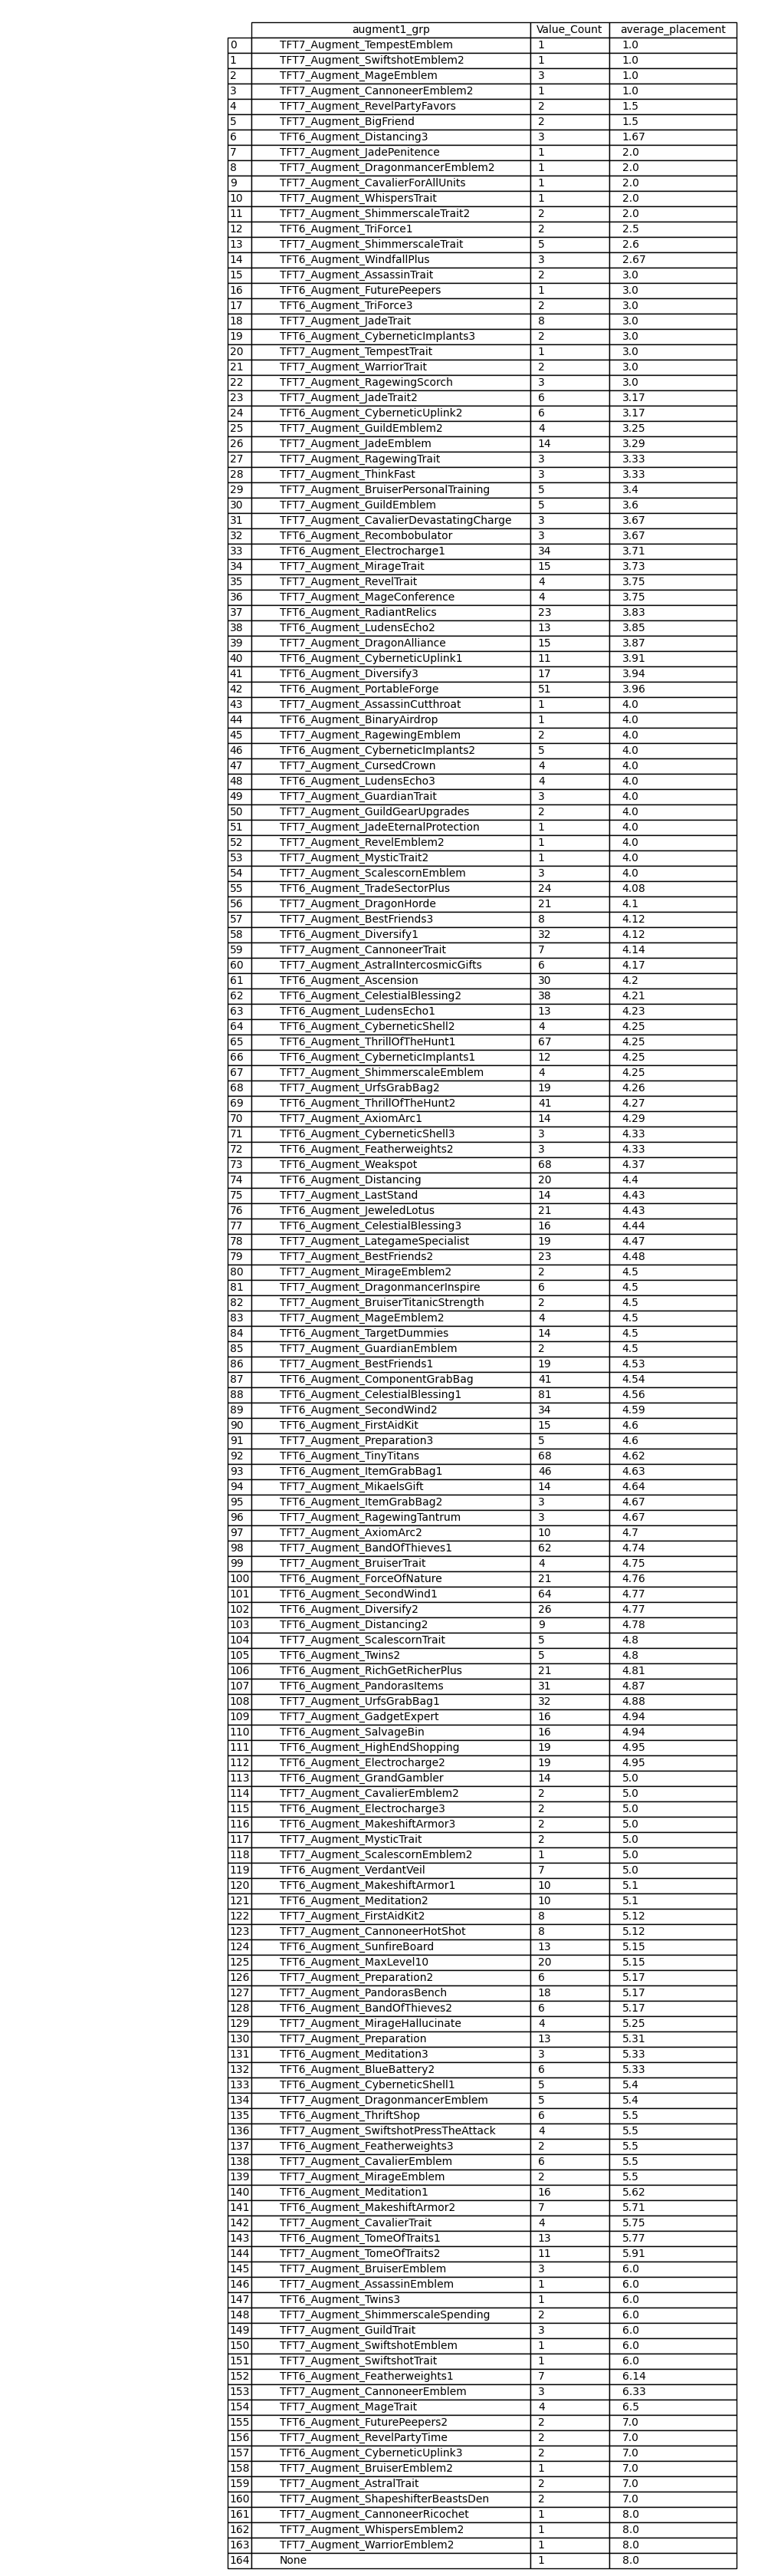 augment1_grp Value_Count average_placement
0 TFT7_Augment_TempestEmblem 1 1.0
1 TFT7_Augment_SwiftshotEmblem2 1 1.0
2 TFT7_Augment_MageEmblem 3 1.0
3 TFT7_Augment_CannoneerEmblem2 1 1.0
4 TFT7_Augment_RevelPartyFavors 2 1.5
5 TFT7_Augment_BigFriend 2 1.5
6 TFT6_Augment_Distancing3 3 1.67
7 TFT7_Augment_JadePenitence 1 2.0
8 TFT7_Augment_DragonmancerEmblem2 1 2.0
9 TFT7_Augment_CavalierForAllUnits 1 2.0
10 TFT7_Augment_WhispersTrait 1 2.0
11 TFT7_Augment_ShimmerscaleTrait2 2 2.0
12 TFT6_Augment_TriForce1 2 2.5
13 TFT7_Augment_ShimmerscaleTrait 5 2.6
14 TFT6_Augment_WindfallPlus 3 2.67
15 TFT7_Augment_AssassinTrait 2 3.0
16 TFT6_Augment_FuturePeepers 1 3.0
17 TFT6_Augment_TriForce3 2 3.0
18 TFT7_Augment_JadeTrait 8 3.0
19 TFT6_Augment_CyberneticImplants3 2 3.0
20 TFT7_Augment_TempestTrait 1 3.0
21 TFT7_Augment_WarriorTrait 2 3.0
22 TFT7_Augment_RagewingScorch 3 3.0
23 TFT7_Augment_JadeTrait2 6 3.17
24 TFT6_Augment_CyberneticUplink2 6 3.17
25 TFT7_Augment_GuildEmblem2 4 3.25
26 TFT7_Augment_JadeEmblem 14 3.29
27 TFT7_Augment_RagewingTrait 3 3.33
28 TFT7_Augment_ThinkFast 3 3.33
29 TFT7_Augment_BruiserPersonalTraining 5 3.4
30 TFT7_Augment_GuildEmblem 5 3.6
31 TFT7_Augment_CavalierDevastatingCharge 3 3.67
32 TFT6_Augment_Recombobulator 3 3.67
33 TFT6_Augment_Electrocharge1 34 3.71
34 TFT7_Augment_MirageTrait 15 3.73
35 TFT7_Augment_RevelTrait 4 3.75
36 TFT7_Augment_MageConference 4 3.75
37 TFT6_Augment_RadiantRelics 23 3.83
38 TFT6_Augment_LudensEcho2 13 3.85
39 TFT7_Augment_DragonAlliance 15 3.87
40 TFT6_Augment_CyberneticUplink1 11 3.91
41 TFT6_Augment_Diversify3 17 3.94
42 TFT6_Augment_PortableForge 51 3.96
43 TFT7_Augment_AssassinCutthroat 1 4.0
44 TFT6_Augment_BinaryAirdrop 1 4.0
45 TFT7_Augment_RagewingEmblem 2 4.0
46 TFT6_Augment_CyberneticImplants2 5 4.0
47 TFT7_Augment_CursedCrown 4 4.0
48 TFT6_Augment_LudensEcho3 4 4.0
49 TFT7_Augment_GuardianTrait 3 4.0
50 TFT7_Augment_GuildGearUpgrades 2 4.0
51 TFT7_Augment_JadeEternalProtection 1 4.0
52 TFT7_Augment_RevelEmblem2 1 4.0
53 TFT7_Augment_MysticTrait2 1 4.0
54 TFT7_Augment_ScalescornEmblem 3 4.0
55 TFT6_Augment_TradeSectorPlus 24 4.08
56 TFT7_Augment_DragonHorde 21 4.1
57 TFT7_Augment_BestFriends3 8 4.12
58 TFT6_Augment_Diversify1 32 4.12
59 TFT7_Augment_CannoneerTrait 7 4.14
60 TFT7_Augment_AstralIntercosmicGifts 6 4.17
61 TFT6_Augment_Ascension 30 4.2
62 TFT6_Augment_CelestialBlessing2 38 4.21
63 TFT6_Augment_LudensEcho1 13 4.23
64 TFT6_Augment_CyberneticShell2 4 4.25
65 TFT6_Augment_ThrillOfTheHunt1 67 4.25
66 TFT6_Augment_CyberneticImplants1 12 4.25
67 TFT7_Augment_ShimmerscaleEmblem 4 4.25
68 TFT7_Augment_UrfsGrabBag2 19 4.26
69 TFT6_Augment_ThrillOfTheHunt2 41 4.27
70 TFT7_Augment_AxiomArc1 14 4.29
71 TFT6_Augment_CyberneticShell3 3 4.33
72 TFT6_Augment_Featherweights2 3 4.33
73 TFT6_Augment_Weakspot 68 4.37
74 TFT6_Augment_Distancing 20 4.4
75 TFT7_Augment_LastStand 14 4.43
76 TFT6_Augment_JeweledLotus 21 4.43
77 TFT6_Augment_CelestialBlessing3 16 4.44
78 TFT7_Augment_LategameSpecialist 19 4.47
79 TFT7_Augment_BestFriends2 23 4.48
80 TFT7_Augment_MirageEmblem2 2 4.5
81 TFT7_Augment_DragonmancerInspire 6 4.5
82 TFT7_Augment_BruiserTitanicStrength 2 4.5
83 TFT7_Augment_MageEmblem2 4 4.5
84 TFT6_Augment_TargetDummies 14 4.5
85 TFT7_Augment_GuardianEmblem 2 4.5
86 TFT7_Augment_BestFriends1 19 4.53
87 TFT6_Augment_ComponentGrabBag 41 4.54
88 TFT6_Augment_CelestialBlessing1 81 4.56
89 TFT6_Augment_SecondWind2 34 4.59
90 TFT6_Augment_FirstAidKit 15 4.6
91 TFT7_Augment_Preparation3 5 4.6
92 TFT6_Augment_TinyTitans 68 4.62
93 TFT6_Augment_ItemGrabBag1 46 4.63
94 TFT7_Augment_MikaelsGift 14 4.64
95 TFT6_Augment_ItemGrabBag2 3 4.67
96 TFT7_Augment_RagewingTantrum 3 4.67
97 TFT7_Augment_AxiomArc2 10 4.7
98 TFT7_Augment_BandOfThieves1 62 4.74
99 TFT7_Augment_BruiserTrait 4 4.75
100 TFT6_Augment_ForceOfNature 21 4.76
101 TFT6_Augment_SecondWind1 64 4.77
102 TFT6_Augment_Diversify2 26 4.77
103 TFT6_Augment_Distancing2 9 4.78
104 TFT7_Augment_ScalescornTrait 5 4.8
105 TFT6_Augment_Twins2 5 4.8
106 TFT6_Augment_RichGetRicherPlus 21 4.81
107 TFT6_Augment_PandorasItems 31 4.87
108 TFT7_Augment_UrfsGrabBag1 32 4.88
109 TFT7_Augment_GadgetExpert 16 4.94
110 TFT6_Augment_SalvageBin 16 4.94
111 TFT6_Augment_HighEndShopping 19 4.95
112 TFT6_Augment_Electrocharge2 19 4.95
113 TFT6_Augment_GrandGambler 14 5.0
114 TFT7_Augment_CavalierEmblem2 2 5.0
115 TFT6_Augment_Electrocharge3 2 5.0
116 TFT6_Augment_MakeshiftArmor3 2 5.0
117 TFT7_Augment_MysticTrait 2 5.0
118 TFT7_Augment_ScalescornEmblem2 1 5.0
119 TFT6_Augment_VerdantVeil 7 5.0
120 TFT6_Augment_MakeshiftArmor1 10 5.1
121 TFT6_Augment_Meditation2 10 5.1
122 TFT7_Augment_FirstAidKit2 8 5.12
123 TFT7_Augment_CannoneerHotShot 8 5.12
124 TFT6_Augment_SunfireBoard 13 5.15
125 TFT6_Augment_MaxLevel10 20 5.15
126 TFT7_Augment_Preparation2 6 5.17
127 TFT7_Augment_PandorasBench 18 5.17
128 TFT6_Augment_BandOfThieves2 6 5.17
129 TFT7_Augment_MirageHallucinate 4 5.25
130 TFT7_Augment_Preparation 13 5.31
131 TFT6_Augment_Meditation3 3 5.33
132 TFT6_Augment_BlueBattery2 6 5.33
133 TFT6_Augment_CyberneticShell1 5 5.4
134 TFT7_Augment_DragonmancerEmblem 5 5.4
135 TFT6_Augment_ThriftShop 6 5.5
136 TFT7_Augment_SwiftshotPressTheAttack 4 5.5
137 TFT6_Augment_Featherweights3 2 5.5
138 TFT7_Augment_CavalierEmblem 6 5.5
139 TFT7_Augment_MirageEmblem 2 5.5
140 TFT6_Augment_Meditation1 16 5.62
141 TFT6_Augment_MakeshiftArmor2 7 5.71
142 TFT7_Augment_CavalierTrait 4 5.75
143 TFT6_Augment_TomeOfTraits1 13 5.77
144 TFT7_Augment_TomeOfTraits2 11 5.91
145 TFT7_Augment_BruiserEmblem 3 6.0
146 TFT7_Augment_AssassinEmblem 1 6.0
147 TFT6_Augment_Twins3 1 6.0
148 TFT7_Augment_ShimmerscaleSpending 2 6.0
149 TFT7_Augment_GuildTrait 3 6.0
150 TFT7_Augment_SwiftshotEmblem 1 6.0
151 TFT7_Augment_SwiftshotTrait 1 6.0
152 TFT6_Augment_Featherweights1 7 6.14
153 TFT7_Augment_CannoneerEmblem 3 6.33
154 TFT7_Augment_MageTrait 4 6.5
155 TFT6_Augment_FuturePeepers2 2 7.0
156 TFT7_Augment_RevelPartyTime 2 7.0
157 TFT6_Augment_CyberneticUplink3 2 7.0
158 TFT7_Augment_BruiserEmblem2 1 7.0
159 TFT7_Augment_AstralTrait 2 7.0
160 TFT7_Augment_ShapeshifterBeastsDen 2 7.0
161 TFT7_Augment_CannoneerRicochet 1 8.0
162 TFT7_Augment_WhispersEmblem2 1 8.0
163 TFT7_Augment_WarriorEmblem2 1 8.0
164 None 1 8.0